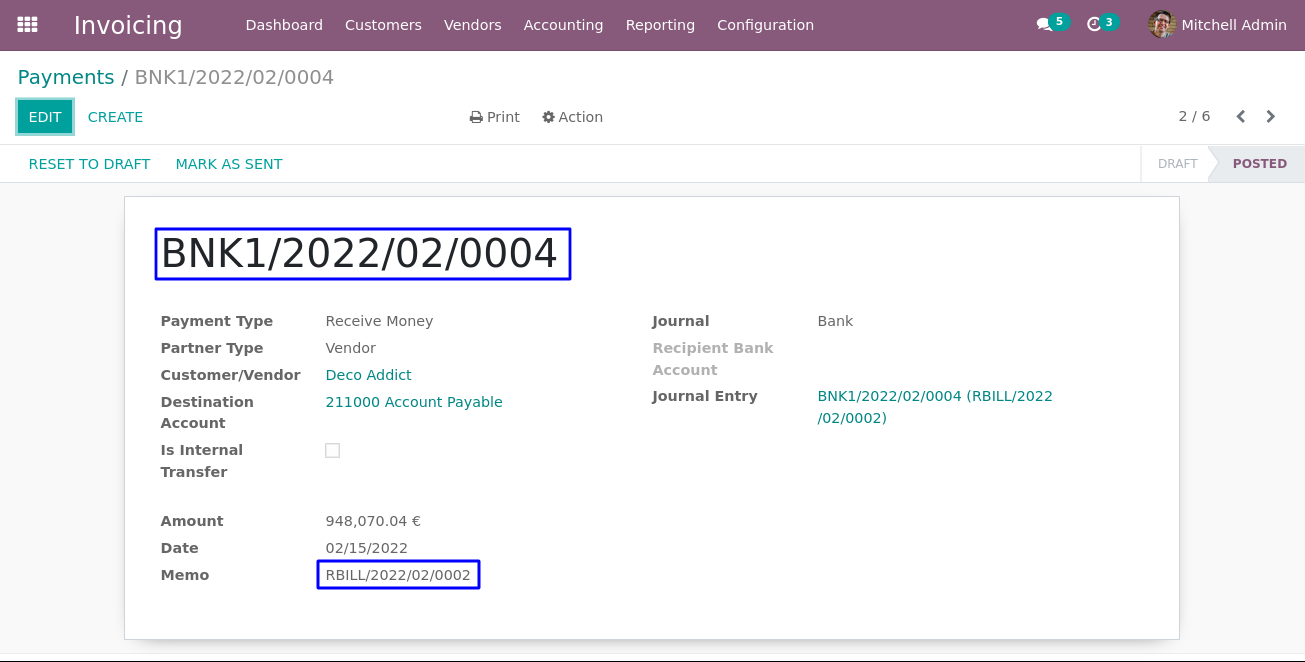 Invoicing Dashboard Customers Vendors Accounting Reporting Configuration 5 3 Mitchell Admin
Payments / BNK1/2022/02/0004
EDIT CREATE Print Action 2 / 6
RESET TO DRAFT MARK AS SENT DRAFT POSTED
BNK1/2022/02/0004
Payment Type Receive Money
Partner Type Vendor
Customer/Vendor Deco Addict
Destination Account 211000 Account Payable
Is Internal Transfer
Journal Bank
Recipient Bank Account
Journal Entry BNK1/2022/02/0004 (RBILL/2022
/02/0002)
Amount 948,070.04 €
Date 02/15/2022
Memo RBILL/2022/02/0002